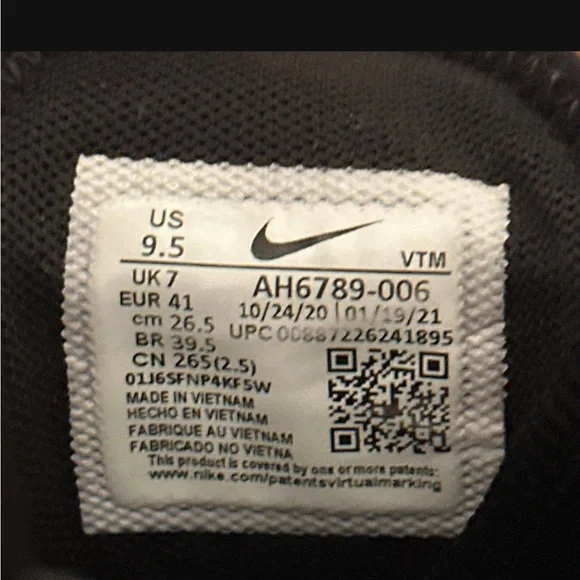 US
9.5
VTM
UK 7
AH6789-006
EUR 41
10/24/20 | 01/19/21
cm 26.5
UPC 00887226241895
BR 39.5
CN 265(2.5)
01J6SFNP4KF5W
MADE IN VIETNAM
HECHO EN VIETNAM
FABRIQUE AU VIETNAM
FABRICADO NO VIETNA
This product is covered by one or more patents:
www.nike.com/patentsvirtualmarking